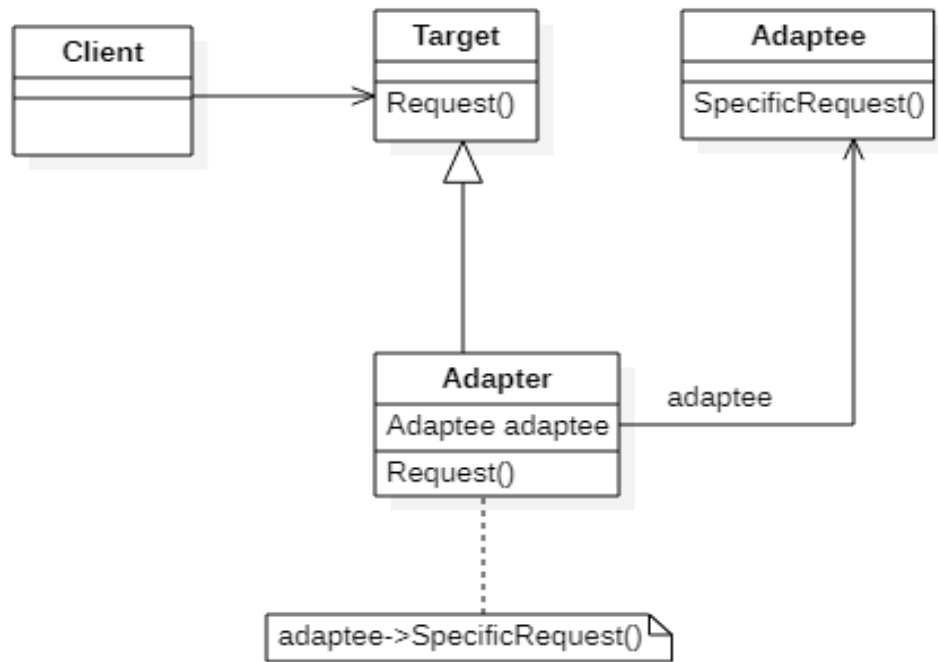 Client
Target
Request()
Adaptee
SpecificRequest()
Adapter
Adaptee adaptee
Request()
adaptee
adaptee->SpecificRequest()